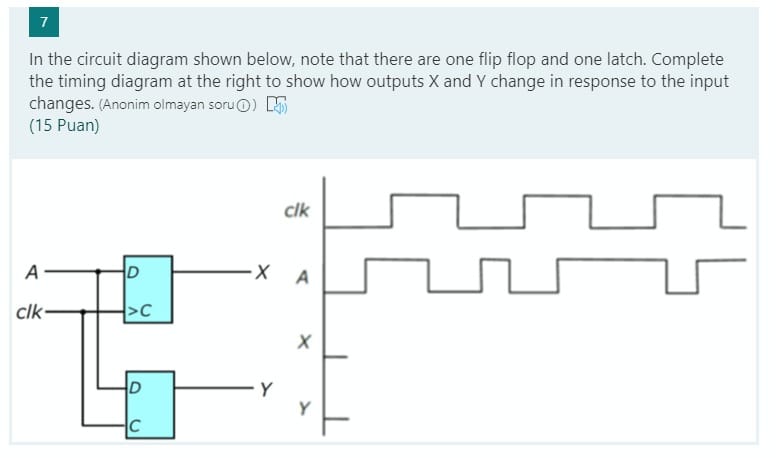 7
In the circuit diagram shown below, note that there are one flip flop and one latch. Complete
the timing diagram at the right to show how outputs X and Y change in response to the input
changes. (Anonim olmayan soru)
(15 Puan)
clk
A D X A
clk >C
X
D Y
Y
C